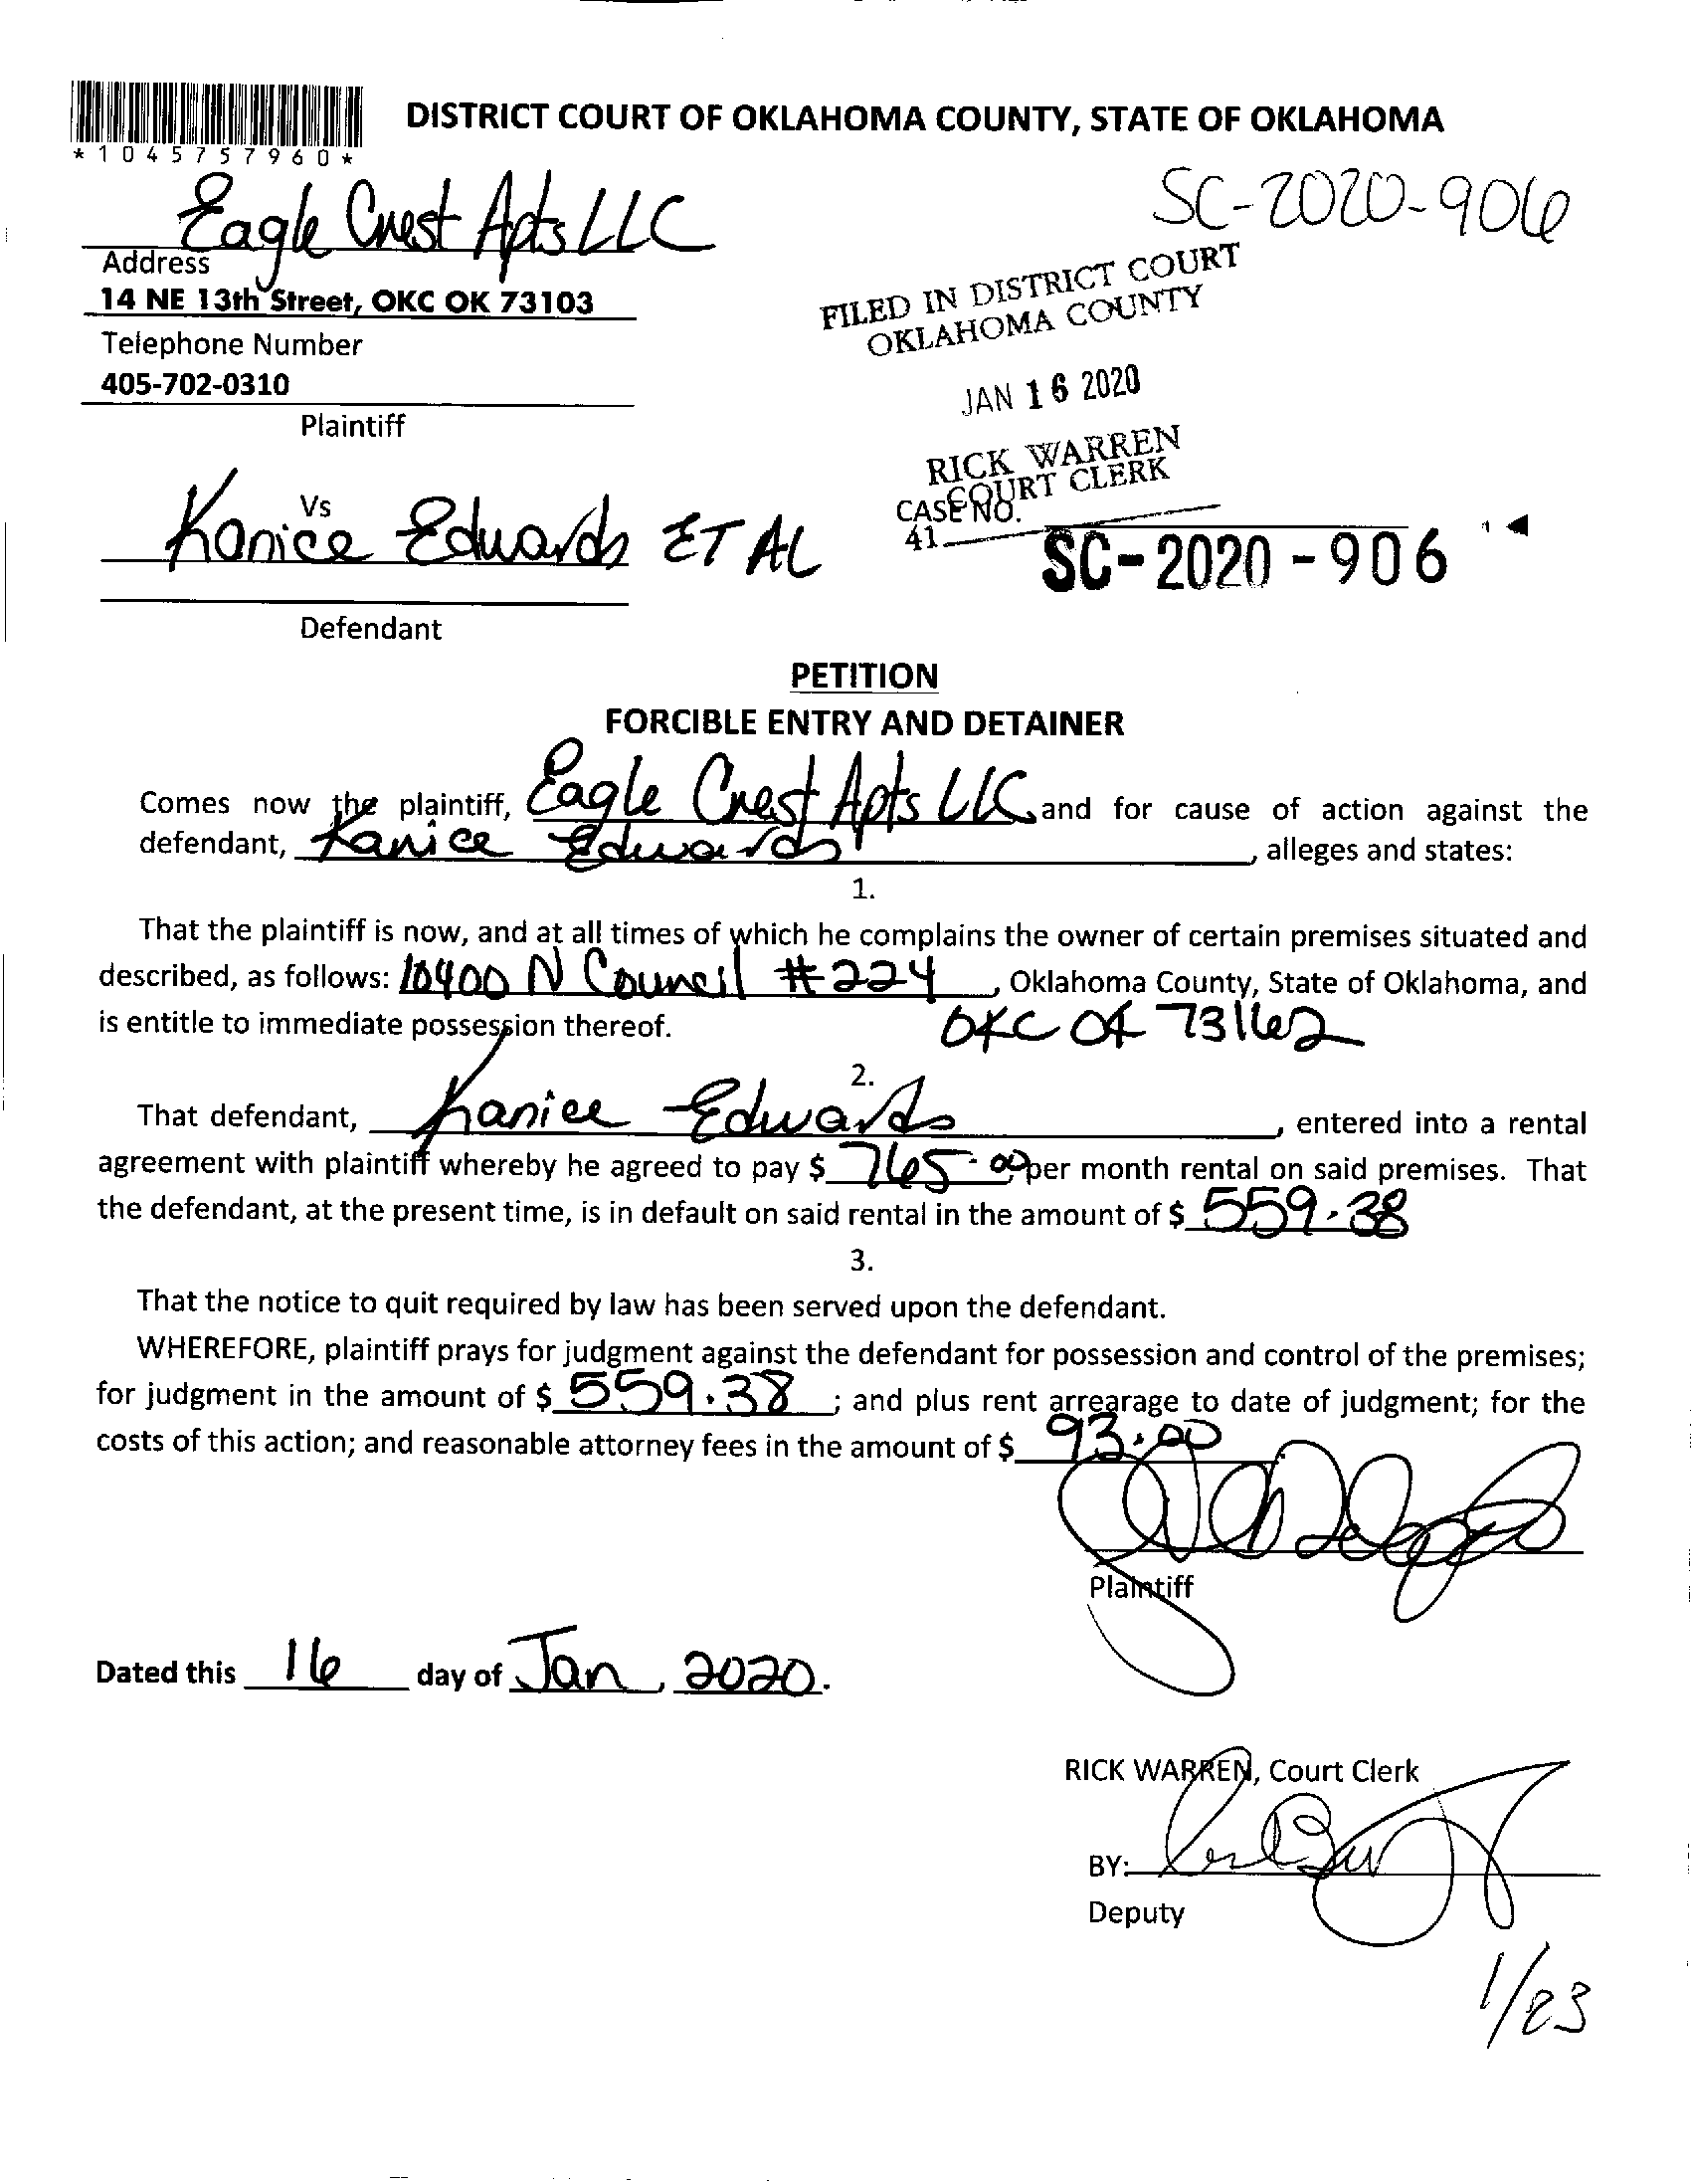 DISTRICT COURT OF OKLAHOMA COUNTY, STATE OF OKLAHOMA
*1045757960*
SC-2020-906
Eagle Crest Apts LLC
Address
14 NE 13th Street, OKC OK 73103
Telephone Number
405-702-0310
Plaintiff
FILED IN DISTRICT COURT
OKLAHOMA COUNTY
JAN 16 2020
RICK WARREN
COURT CLERK
41
Vs
Kanice Edwards ET AL
CASE NO.
SC-2020-906
Defendant
PETITION
FORCIBLE ENTRY AND DETAINER
Comes now the plaintiff, Eagle Crest Apts LLC and for cause of action against the
defendant, Kanice Edwards, alleges and states:
1.
That the plaintiff is now, and at all times of which he complains the owner of certain premises situated and
described, as follows: 10400 N Council #224, Oklahoma County, State of Oklahoma, and
is entitle to immediate possession thereof. OKC OK 73162
2.
That defendant, Kanice Edwards, entered into a rental
agreement with plaintiff whereby he agreed to pay $ 765.00 per month rental on said premises. That
the defendant, at the present time, is in default on said rental in the amount of $ 559.38
3.
That the notice to quit required by law has been served upon the defendant.
WHEREFORE, plaintiff prays for judgment against the defendant for possession and control of the premises;
for judgment in the amount of $ 559.38; and plus rent arrearage to date of judgment; for the
costs of this action; and reasonable attorney fees in the amount of $ 93.00
Plaintiff
Dated this 16 day of Jan, 2020.
RICK WARREN, Court Clerk
BY:
Deputy
1/23